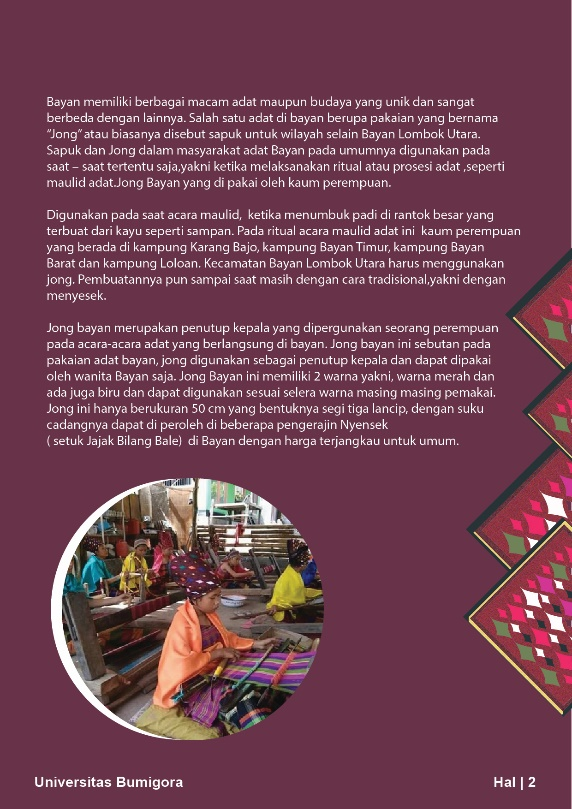 Bayan memiliki berbagai macam adat maupun budaya yang unik dan sangat
berbeda dengan lainnya. Salah satu adat di bayan berupa pakaian yang bernama
“Jong” atau biasanya disebut sapuk untuk wilayah selain Bayan Lombok Utara.
Sapuk dan Jong dalam masyarakat adat Bayan pada umumnya digunakan pada
saat – saat tertentu saja,yakni ketika melaksanakan ritual atau prosesi adat ,seperti
maulid adat.Jong Bayan yang di pakai oleh kaum perempuan.
Digunakan pada saat acara maulid, ketika menumbuk padi di rantok besar yang
terbuat dari kayu seperti sampan. Pada ritual acara maulid adat ini kaum perempuan
yang berada di kampung Karang Bajo, kampung Bayan Timur, kampung Bayan
Barat dan kampung Loloan. Kecamatan Bayan Lombok Utara harus menggunakan
jong. Pembuatannya pun sampai saat masih dengan cara tradisional,yakni dengan
menyesek.
Jong bayan merupakan penutup kepala yang dipergunakan seorang perempuan
pada acara-acara adat yang berlangsung di bayan. Jong bayan ini sebutan pada
pakaian adat bayan, jong digunakan sebagai penutup kepala dan dapat dipakai
oleh wanita Bayan saja. Jong Bayan ini memiliki 2 warna yakni, warna merah dan
ada juga biru dan dapat digunakan sesuai selera warna masing masing pemakai.
Jong ini hanya berukuran 50 cm yang bentuknya segi tiga lancip, dengan suku
cadangnya dapat di peroleh di beberapa pengerajin Nyensek
( setuk Jajak Bilang Bale) di Bayan dengan harga terjangkau untuk umum.
Universitas Bumigora
Hal | 2